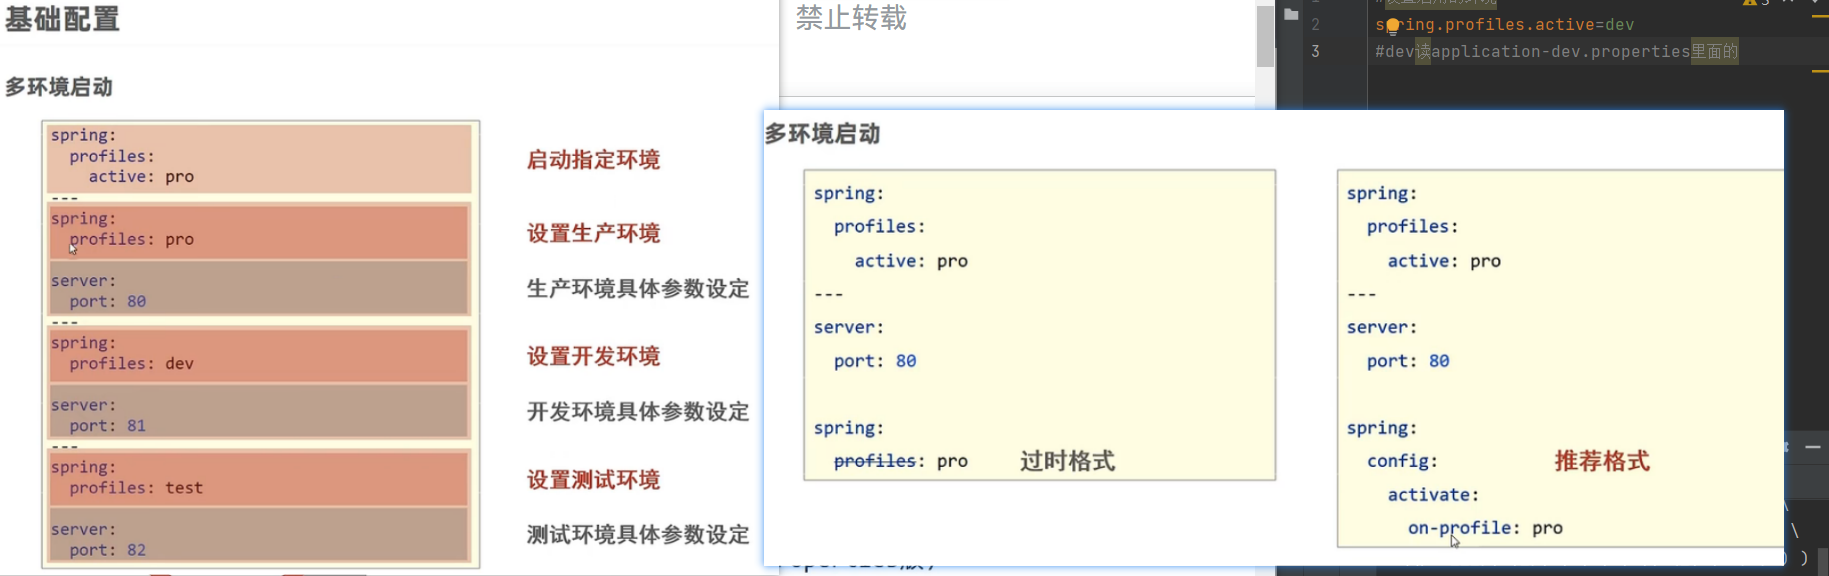 基础配置
多环境启动
spring:
profiles:
active: pro
---
spring:
profiles: pro
server:
port: 80
---
spring:
profiles: dev
server:
port: 81
---
spring:
profiles: test
server:
port: 82
启动指定环境
设置生产环境
生产环境具体参数设定
设置开发环境
开发环境具体参数设定
设置测试环境
测试环境具体参数设定
禁止转载
多环境启动
spring:
profiles:
active: pro
---
server:
port: 80
spring:
profiles: pro
过时格式
spring:
profiles:
active: pro
---
server:
port: 80
spring:
config:
activate:
on-profile: pro
推荐格式
2
spring.profiles.active=dev
3
#dev读application-dev.properties里面的